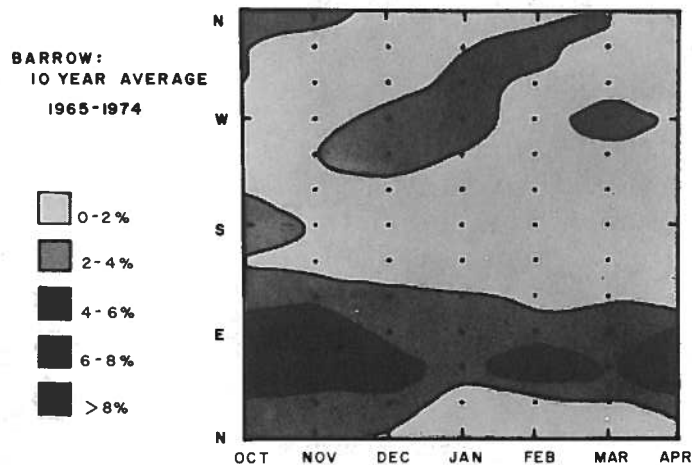 BARROW:
10 YEAR AVERAGE
1965-1974
0-2%
2-4%
4-6%
6-8%
>8%
N
W
S
E
N
OCT NOV DEC JAN FEB MAR APR